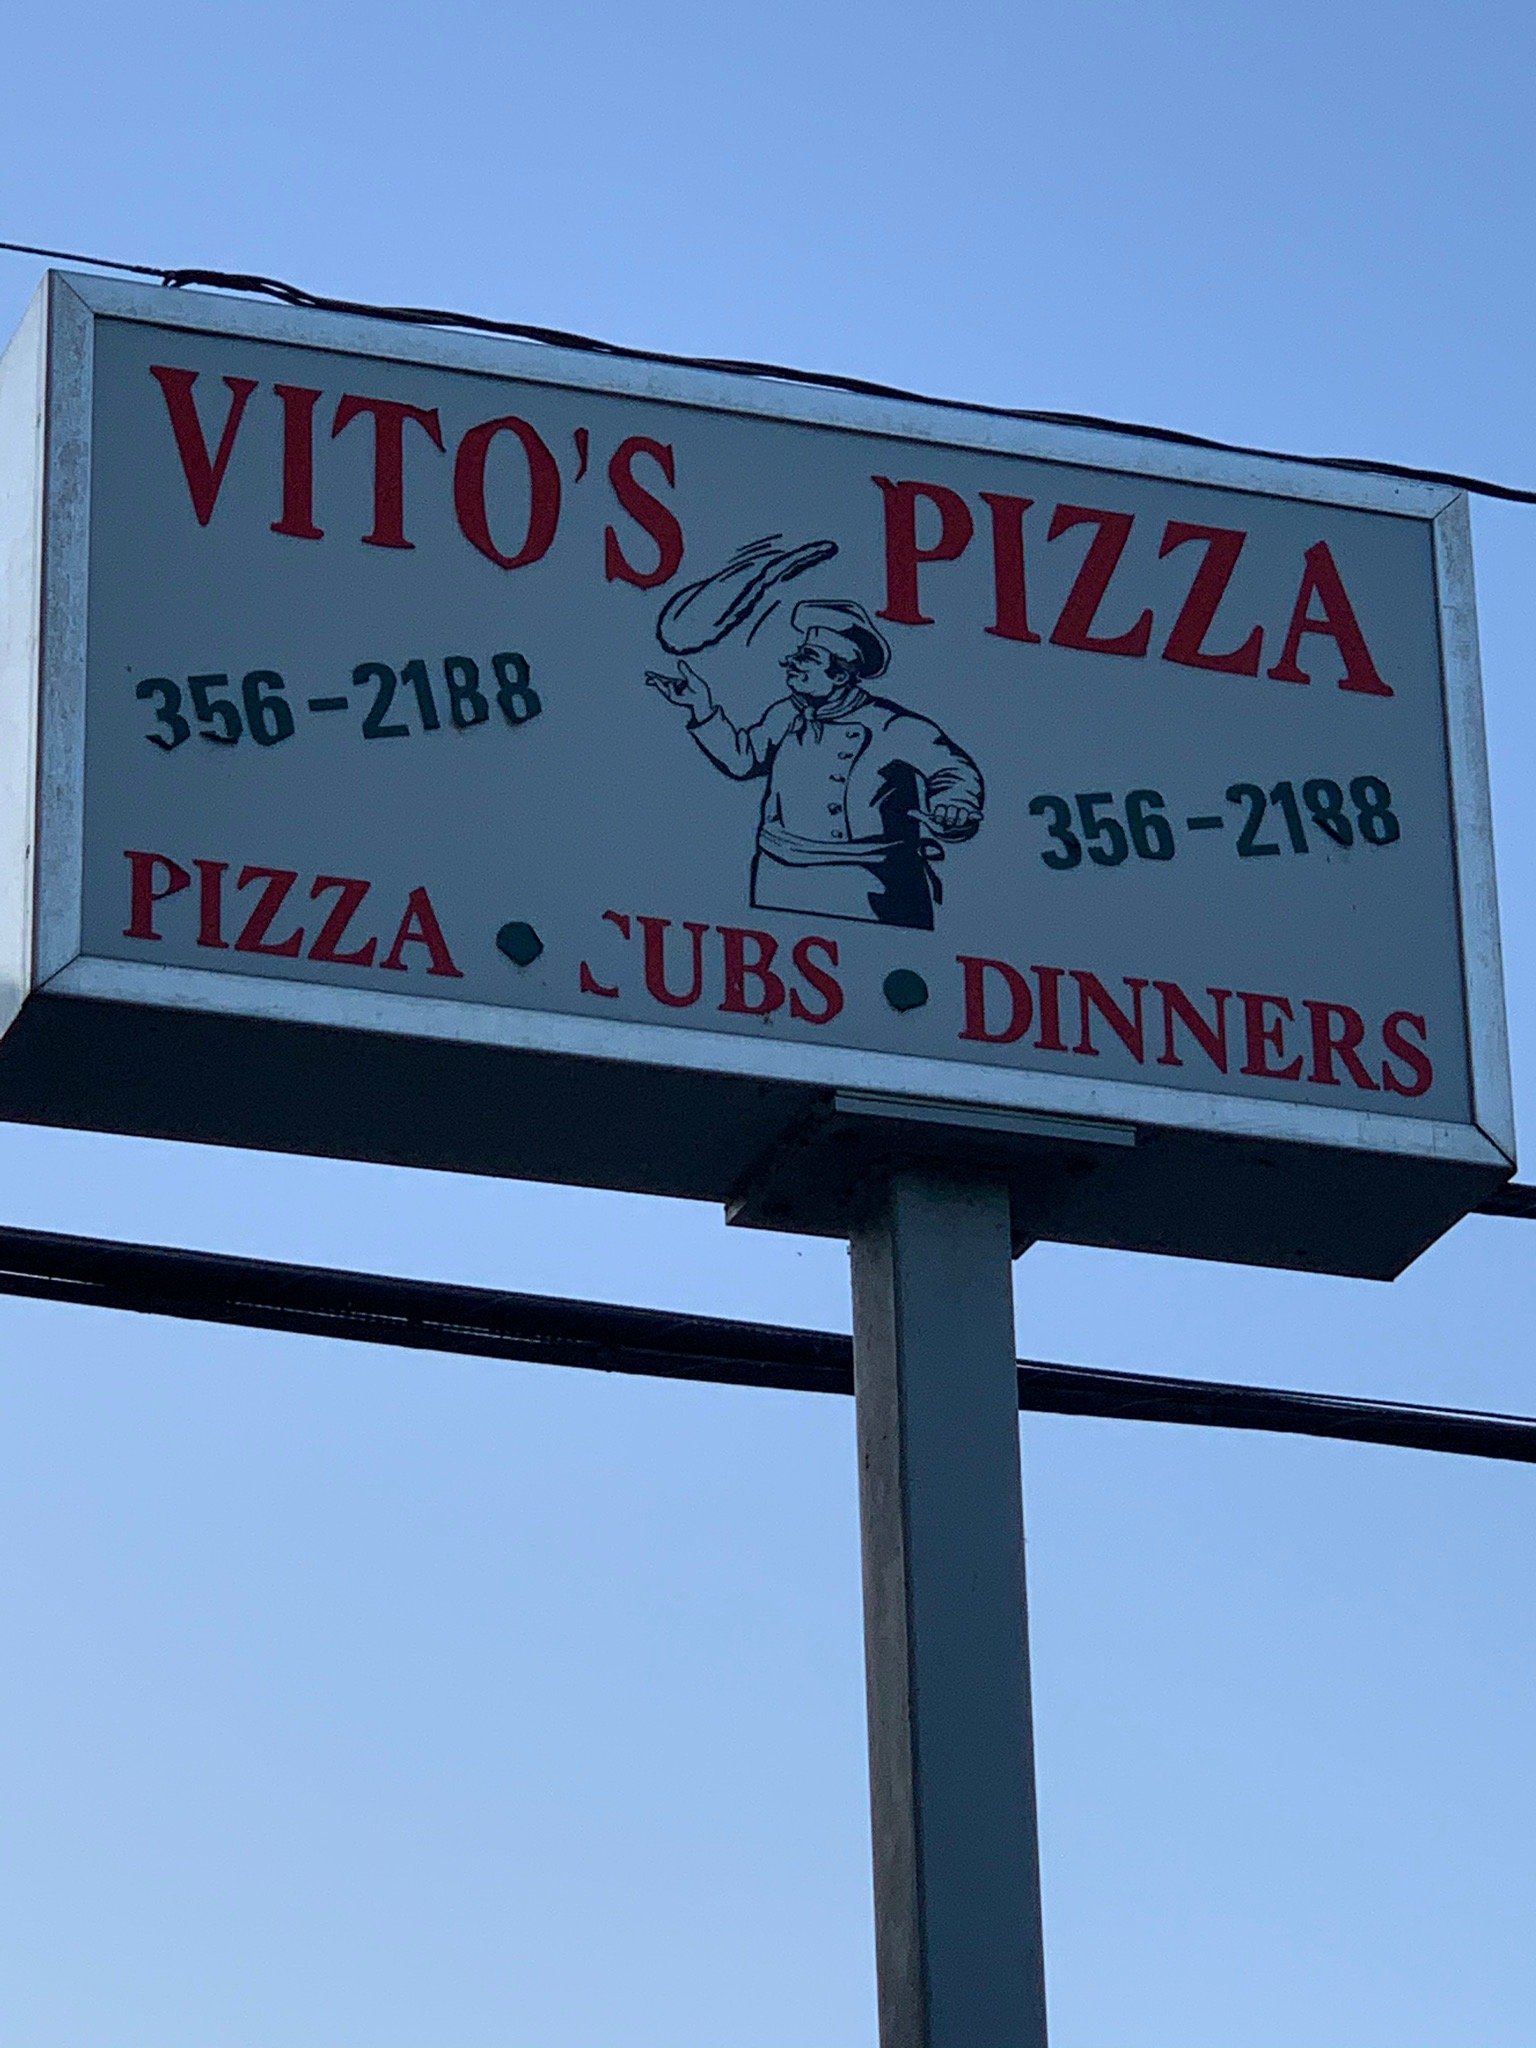 VITO'S PIZZA
356-2188
356-2188
PIZZA • SUBS • DINNERS